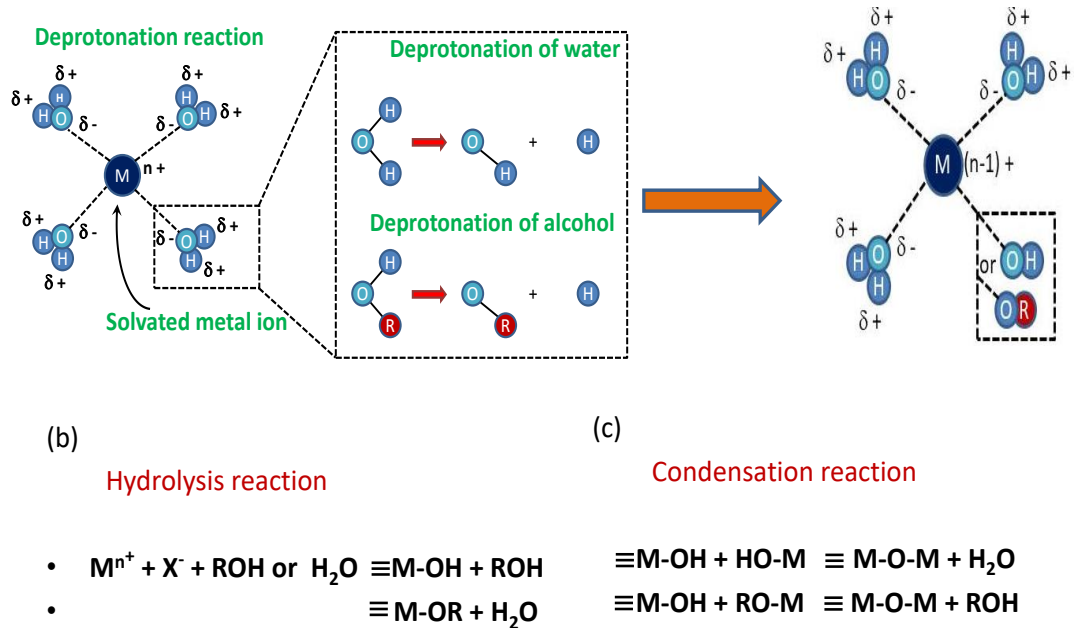 Deprotonation reaction
δ + δ +
δ + H H O δ - δ - H O H δ +
M n +
δ + H O H δ - δ +
δ - O H H δ + δ +
Solvated metal ion
Deprotonation of water
O H H O H + H
Deprotonation of alcohol
O H R O R + H
δ + δ +
δ + H H O δ - δ - H O H δ +
M (n-1) +
δ + H O H δ - δ +
or O H
O R
(b)
Hydrolysis reaction
• Mⁿ⁺ + X⁻ + ROH or H₂O ≡M-OH + ROH
• ≡ M-OR + H₂O
(c)
Condensation reaction
≡M-OH + HO-M ≡ M-O-M + H₂O
≡M-OH + RO-M ≡ M-O-M + ROH